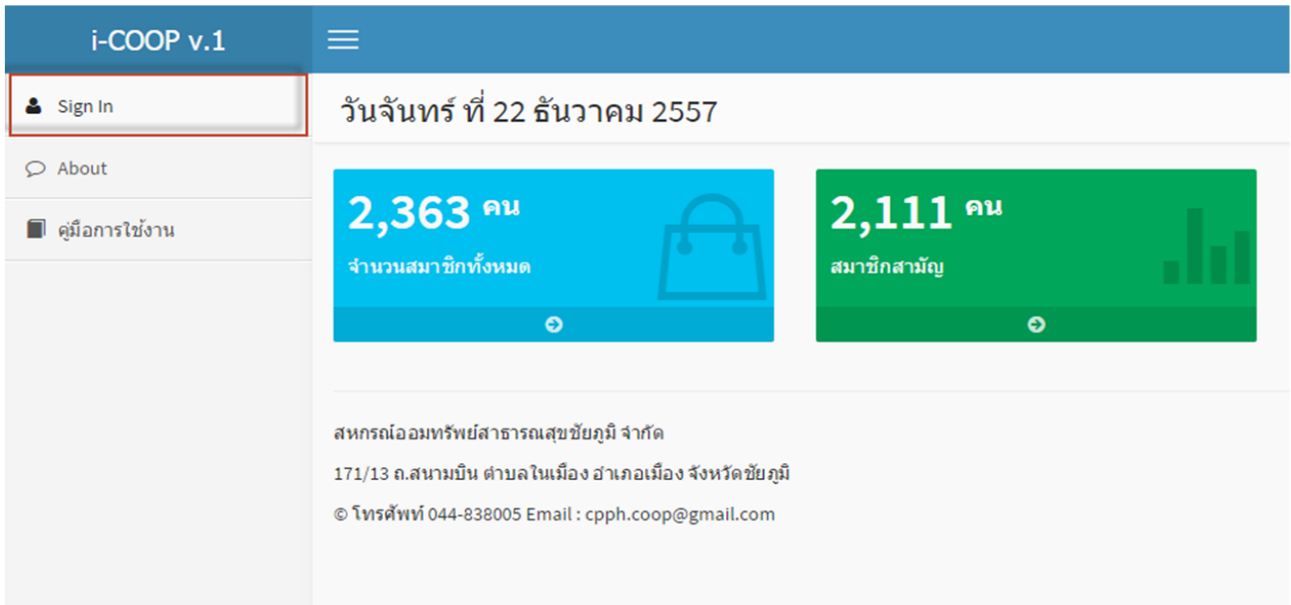 i-COOP v.1
Sign In
About
คู่มือการใช้งาน
วันจันทร์ ที่ 22 ธันวาคม 2557
2,363 คน
จำนวนสมาชิกทั้งหมด
2,111 คน
สมาชิกสามัญ
สหกรณ์ออมทรัพย์สาธารณสุขชัยภูมิ จำกัด
171/13 ถ.สนามบิน ตำบลในเมือง อำเภอเมือง จังหวัดชัยภูมิ
© โทรศัพท์ 044-838005 Email : cpph.coop@gmail.com